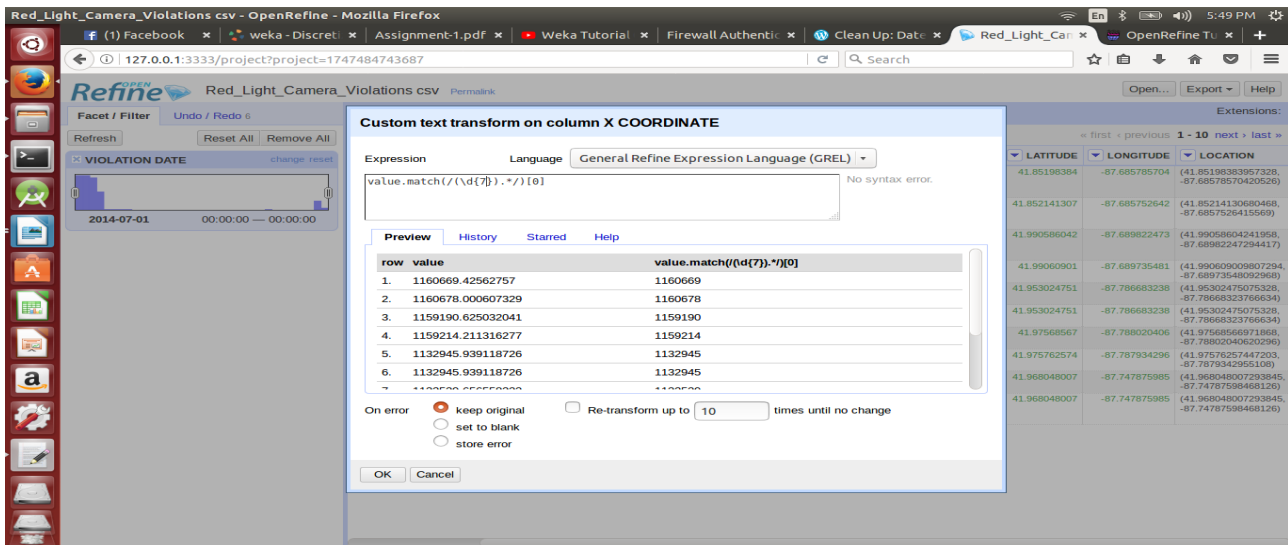 Red_Light_Camera_Violations csv - OpenRefine - Mozilla Firefox
En 5:49 PM
(1) Facebook × weka - Discreti × Assignment-1.pdf × Weka Tutorial × Firewall Authentic × Clean Up: Date × Red_Light_Can × OpenRefine Tu × +
127.0.0.1:3333/project?project=1747484743687
Search
OPEN
Refine Red_Light_Camera_Violations csv Permalink
Open... Export Help
Facet / Filter Undo / Redo 6
Extensions:
Refresh Reset All Remove All
« first ‹ previous 1 - 10 next › last »
VIOLATION DATE change reset
2014-07-01 00:00:00 — 00:00:00
Custom text transform on column X COORDINATE
Expression Language General Refine Expression Language (GREL)
value.match(/(\d{7}).*/)[0]
No syntax error.
Preview History Starred Help
row value value.match(/(\d{7}).*/)[0]
1. 1160669.42562757 1160669
2. 1160678.000607329 1160678
3. 1159190.625032041 1159190
4. 1159214.211316277 1159214
5. 1132945.939118726 1132945
6. 1132945.939118726 1132945
On error keep original Re-transform up to 10 times until no change
set to blank
store error
OK Cancel
LATITUDE LONGITUDE LOCATION
41.85198384 -87.685785704 (41.85198383957328,
-87.68578570420526)
41.852141307 -87.685752642 (41.85214130680468,
-87.6857526415569)
41.990586042 -87.689822473 (41.99058604241958,
-87.68982247294417)
41.99060901 -87.689735481 (41.990609009807294,
-87.68973548092968)
41.953024751 -87.786683238 (41.95302475075328,
-87.78668323766634)
41.953024751 -87.786683238 (41.95302475075328,
-87.78668323766634)
41.97568567 -87.788020406 (41.97568566971868,
-87.78802040620296)
41.975762574 -87.787934296 (41.97576257447203,
-87.7879342955108)
41.968048007 -87.747875985 (41.968048007293845,
-87.74787598468126)
41.968048007 -87.747875985 (41.968048007293845,
-87.74787598468126)